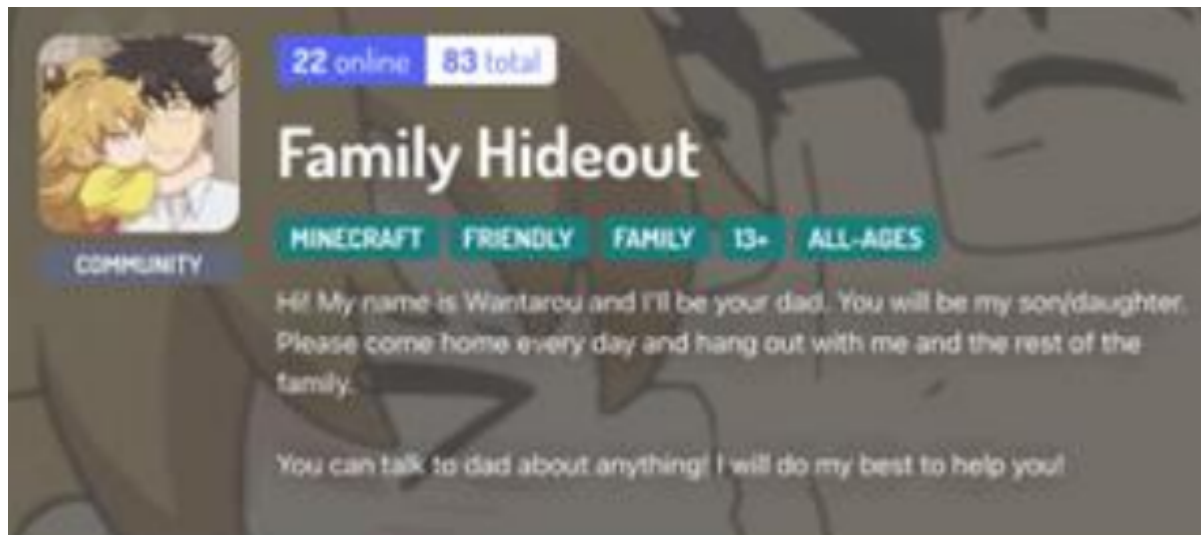 22 online 83 total
Family Hideout
MINECRAFT FRIENDLY FAMILY 13+ ALL-AGES
COMMUNITY
Hi! My name is Wantarou and I'll be your dad. You will be my son/daughter.
Please come home every day and hang out with me and the rest of the
family.
You can talk to dad about anything! I will do my best to help you!